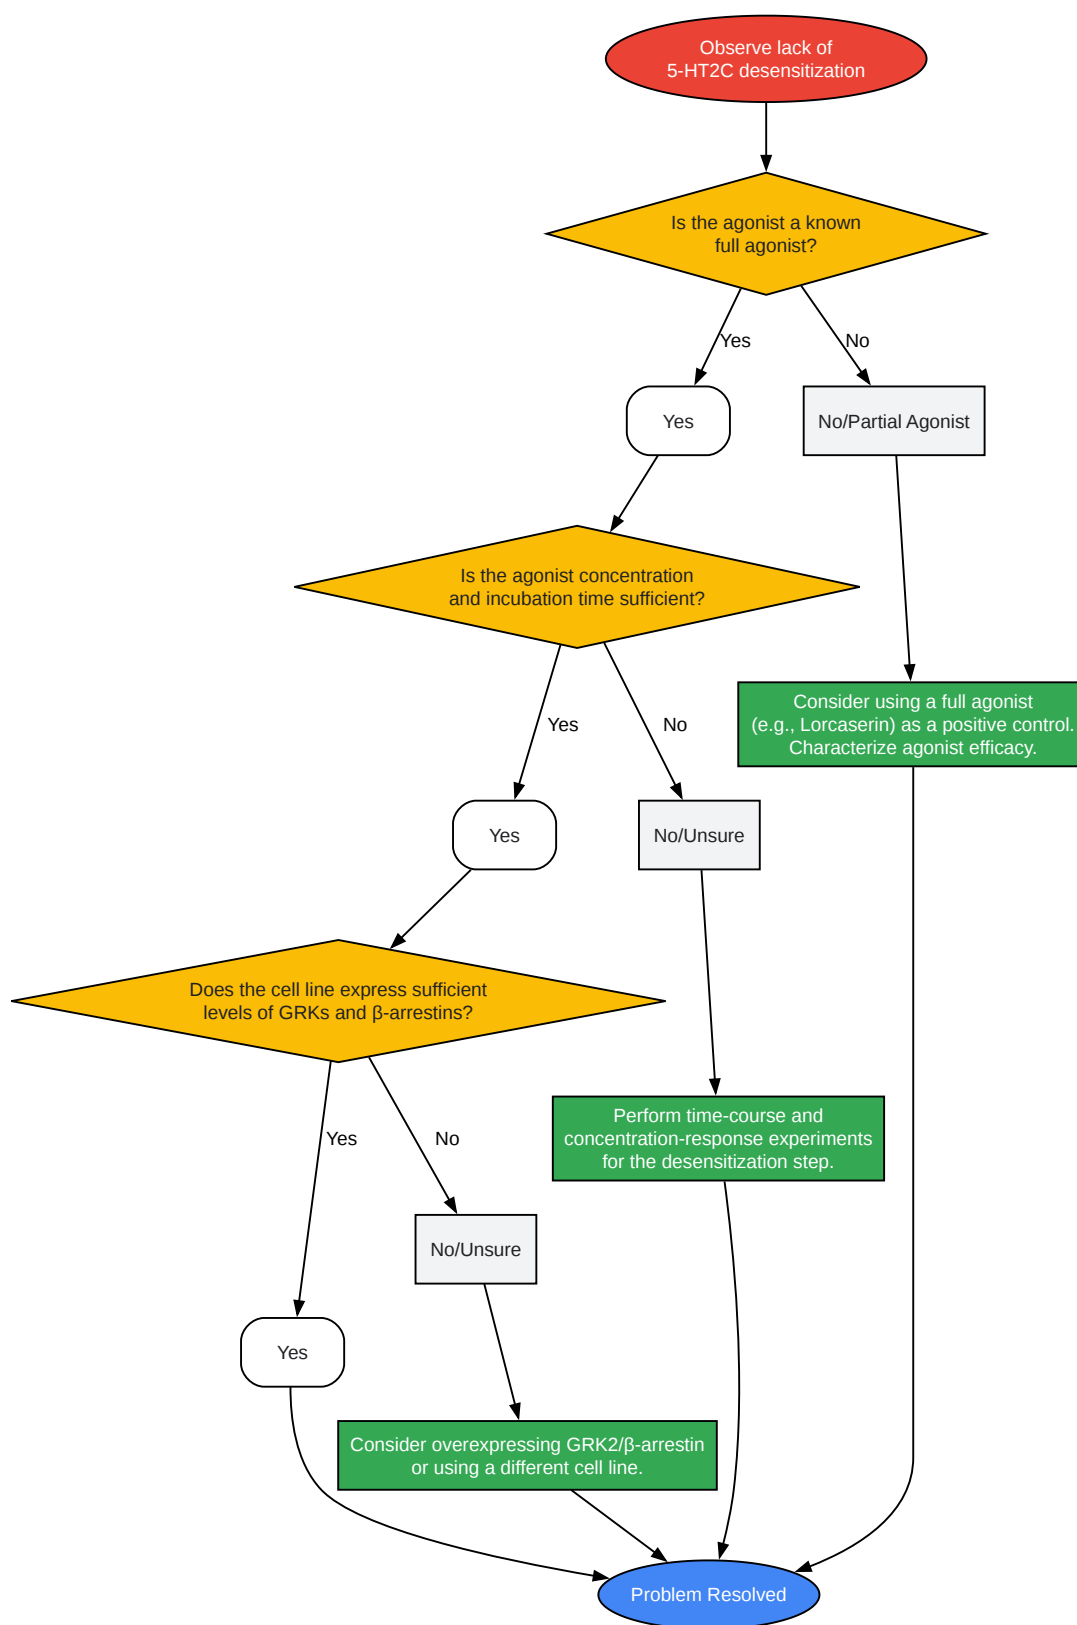 Observe lack of
5-HT2C desensitization
Is the agonist a known
full agonist?
Yes
No
Yes
No/Partial Agonist
Is the agonist concentration
and incubation time sufficient?
Consider using a full agonist
(e.g., Lorcaserin) as a positive control.
Characterize agonist efficacy.
Yes
No
Yes
No/Unsure
Does the cell line express sufficient
levels of GRKs and β-arrestins?
Perform time-course and
concentration-response experiments
for the desensitization step.
Yes
No
No/Unsure
Yes
Consider overexpressing GRK2/β-arrestin
or using a different cell line.
Problem Resolved